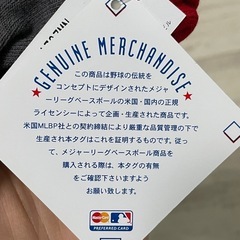 GENUINE MERCHANDISE
この商品は野球の伝統を
コンセプトにデザインされたメジャ
ーリーグベースボールの米国・国内の正規
ライセンシーによって企画・生産された商品です。
米国MLBP社との契約締結により厳重な品質管理の下で
生産され本タグはこれを証明するものです。従っ
て、メジャーリーグベースボール商品を
購入される際は、本タグの有無
をご確認下さいますよう
お願い致します。
MasterCard
PREFERRED CARD